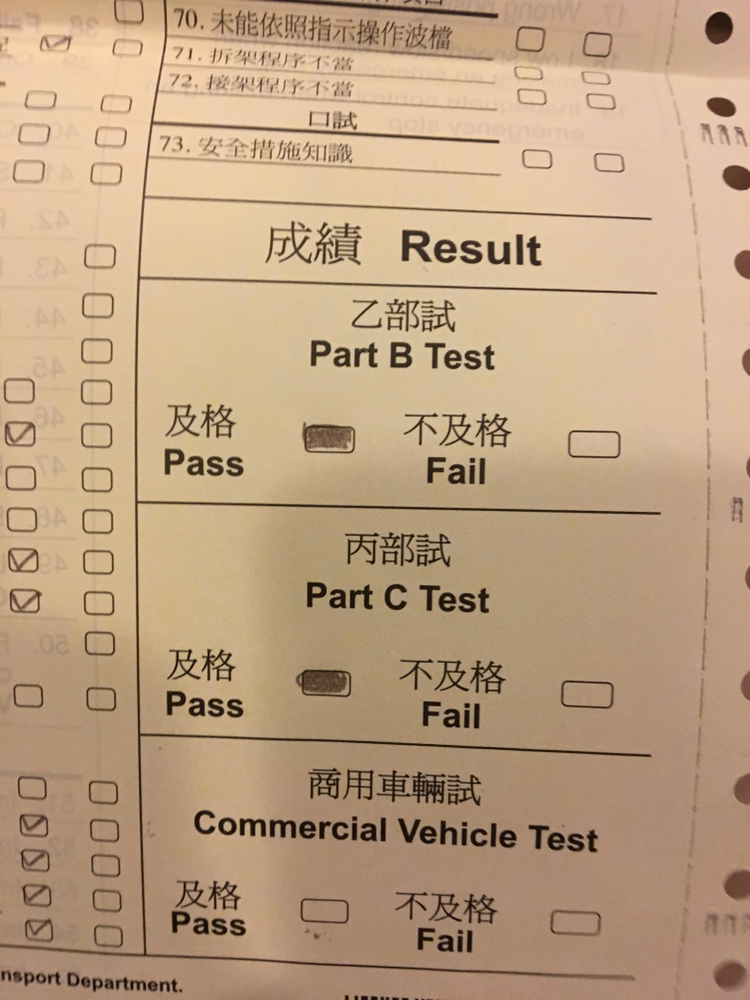 70. 未能依照指示操作波檔
71. 拆架程序不當
72. 接架程序不當
口試
73. 安全措施知識
成績 Result
乙部試
Part B Test
及格 不及格
Pass Fail
丙部試
Part C Test
及格 不及格
Pass Fail
商用車輛試
Commercial Vehicle Test
及格 不及格
Pass Fail
nsport Department.